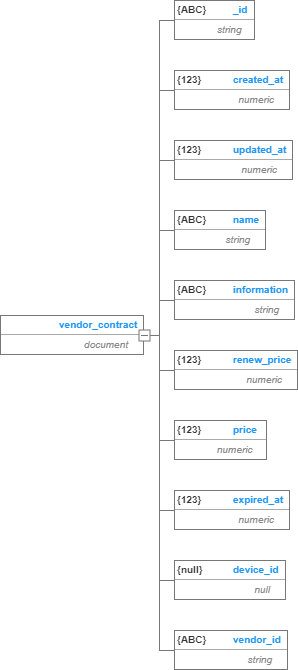 {ABC} _id
string
{123} created_at
numeric
{123} updated_at
numeric
{ABC} name
string
{ABC} information
string
vendor_contract
document
{123} renew_price
numeric
{123} price
numeric
{123} expired_at
numeric
{null} device_id
null
{ABC} vendor_id
string